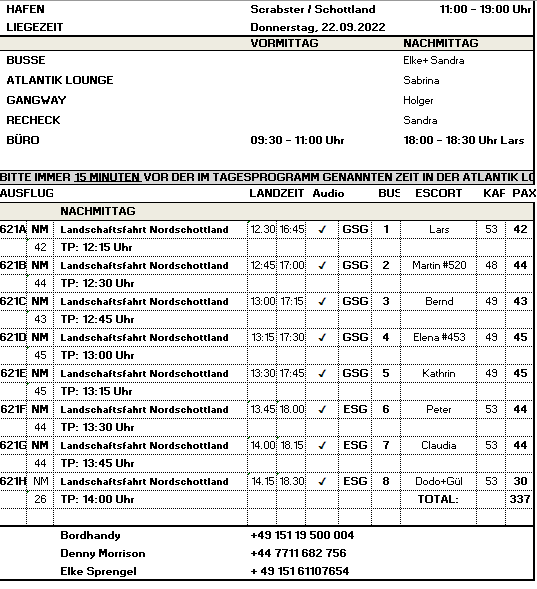 HAFEN Scrabster / Schottland 11:00 - 19:00 Uhr
LIEGEZEIT Donnerstag, 22.09.2022
VORMITTAG NACHMITTAG
BUSSE Elke+ Sandra
ATLANTIK LOUNGE Sabrina
GANGWAY Holger
RECHECK Sandra
BÜRO 09:30 - 11:00 Uhr 18:00 - 18:30 Uhr Lars
BITTE IMMER 15 MINUTEN VOR DER IM TAGESPROGRAMM GENANNTEN ZEIT IN DER ATLANTIK LO
AUSFLUG LANDZEIT Audio BUS ESCORT KAF PAX
NACHMITTAG
621A NM Landschaftsfahrt Nordschottland 12.30 16:45 ✓ GSG 1 Lars 53 42
42 TP: 12:15 Uhr
621B NM Landschaftsfahrt Nordschottland 12:45 17:00 ✓ GSG 2 Martin #520 48 44
44 TP: 12:30 Uhr
621C NM Landschaftsfahrt Nordschottland 13:00 17:15 ✓ GSG 3 Bernd 49 43
43 TP: 12:45 Uhr
621D NM Landschaftsfahrt Nordschottland 13:15 17:30 ✓ GSG 4 Elena #453 49 45
45 TP: 13:00 Uhr
621E NM Landschaftsfahrt Nordschottland 13:30 17:45 ✓ GSG 5 Kathrin 49 45
45 TP: 13:15 Uhr
621F NM Landschaftsfahrt Nordschottland 13.45 18.00 ✓ ESG 6 Peter 53 44
44 TP: 13:30 Uhr
621G NM Landschaftsfahrt Nordschottland 14.00 18.15 ✓ ESG 7 Claudia 53 44
44 TP: 13:45 Uhr
621H NM Landschaftsfahrt Nordschottland 14.15 18.30 ✓ ESG 8 Dodo+Gül 53 30
26 TP: 14:00 Uhr TOTAL: 337
Bordhandy +49 151 19 500 004
Denny Morrison +44 7711 682 756
Elke Sprengel + 49 151 61107654